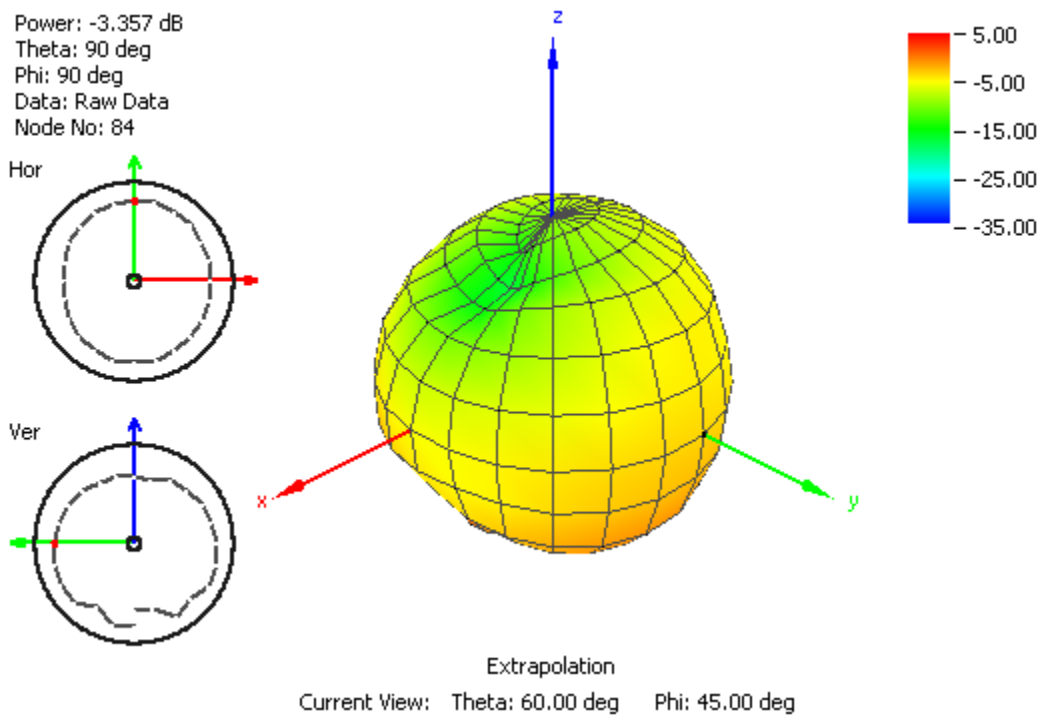 Power: -3.357 dB
Theta: 90 deg
Phi: 90 deg
Data: Raw Data
Node No: 84
Hor
Ver
z
x
y
5.00
-5.00
-15.00
-25.00
-35.00
Extrapolation
Current View: Theta: 60.00 deg Phi: 45.00 deg